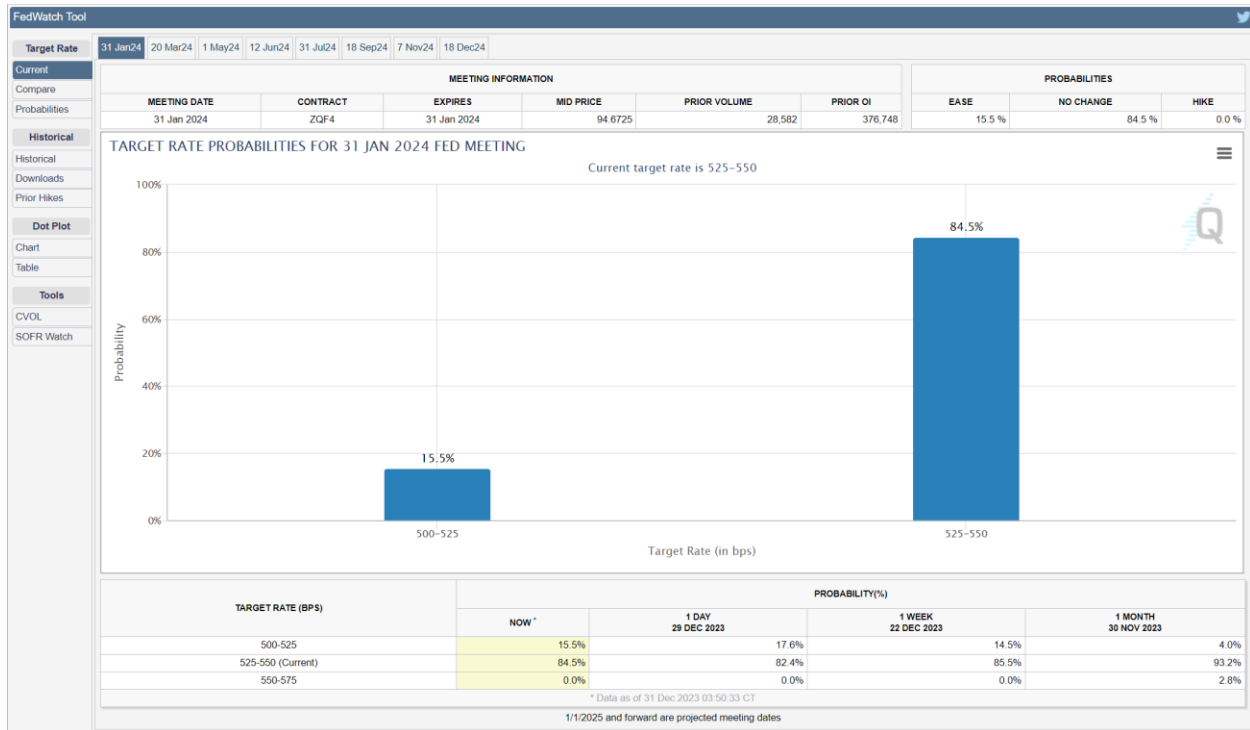 FedWatch Tool
Target Rate
Current
Compare
Probabilities
Historical
Historical
Downloads
Prior Hikes
Dot Plot
Chart
Table
Tools
CVOL
SOFR Watch
31 Jan24 20 Mar24 1 May24 12 Jun24 31 Jul24 18 Sep24 7 Nov24 18 Dec24
MEETING INFORMATION
MEETING DATE CONTRACT EXPIRES MID PRICE PRIOR VOLUME PRIOR OI
31 Jan 2024 ZQF4 31 Jan 2024 94.6725 28,582 376,748
PROBABILITIES
EASE NO CHANGE HIKE
15.5 % 84.5 % 0.0 %
TARGET RATE PROBABILITIES FOR 31 JAN 2024 FED MEETING
Current target rate is 525-550
Q
Probability
100%
80%
60%
40%
20%
0%
15.5%
84.5%
500-525 525-550
Target Rate (in bps)
TARGET RATE (BPS) PROBABILITY(%)
NOW * 1 DAY 1 WEEK 1 MONTH
29 DEC 2023 22 DEC 2023 30 NOV 2023
500-525 15.5% 17.6% 14.5% 4.0%
525-550 (Current) 84.5% 82.4% 85.5% 93.2%
550-575 0.0% 0.0% 0.0% 2.8%
* Data as of 31 Dec 2023 03:50:33 CT
1/1/2025 and forward are projected meeting dates